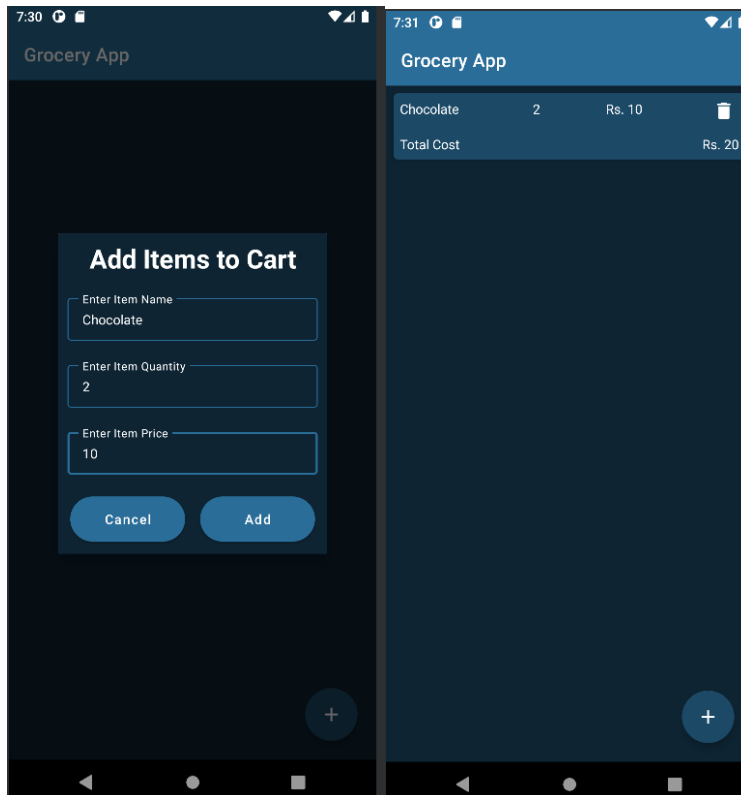 7:30
Grocery App
Add Items to Cart
Enter Item Name
Chocolate
Enter Item Quantity
2
Enter Item Price
10
Cancel Add
+
7:31
Grocery App
Chocolate 2 Rs. 10
Total Cost Rs. 20
+